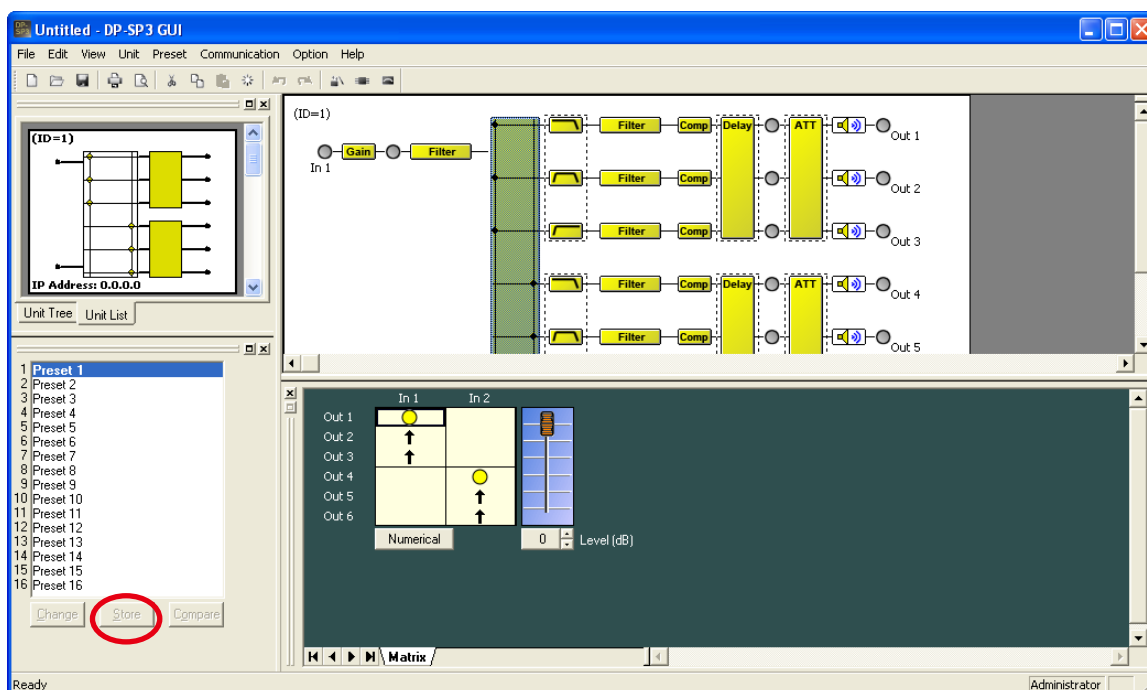 Untitled - DP-SP3 GUI
File Edit View Unit Preset Communication Option Help
(ID=1)
IP Address: 0.0.0.0
Unit Tree Unit List
1 Preset 1
2 Preset 2
3 Preset 3
4 Preset 4
5 Preset 5
6 Preset 6
7 Preset 7
8 Preset 8
9 Preset 9
10 Preset 10
11 Preset 11
12 Preset 12
13 Preset 13
14 Preset 14
15 Preset 15
16 Preset 16
Change Store Compare
(ID=1)
In 1 Gain Filter
Filter Comp Delay ATT Out 1
Filter Comp Out 2
Filter Comp Out 3
Filter Comp Delay ATT Out 4
Filter Comp Out 5
In 1 In 2
Out 1
Out 2
Out 3
Out 4
Out 5
Out 6
Numerical 0 Level (dB)
Matrix
Ready Administrator